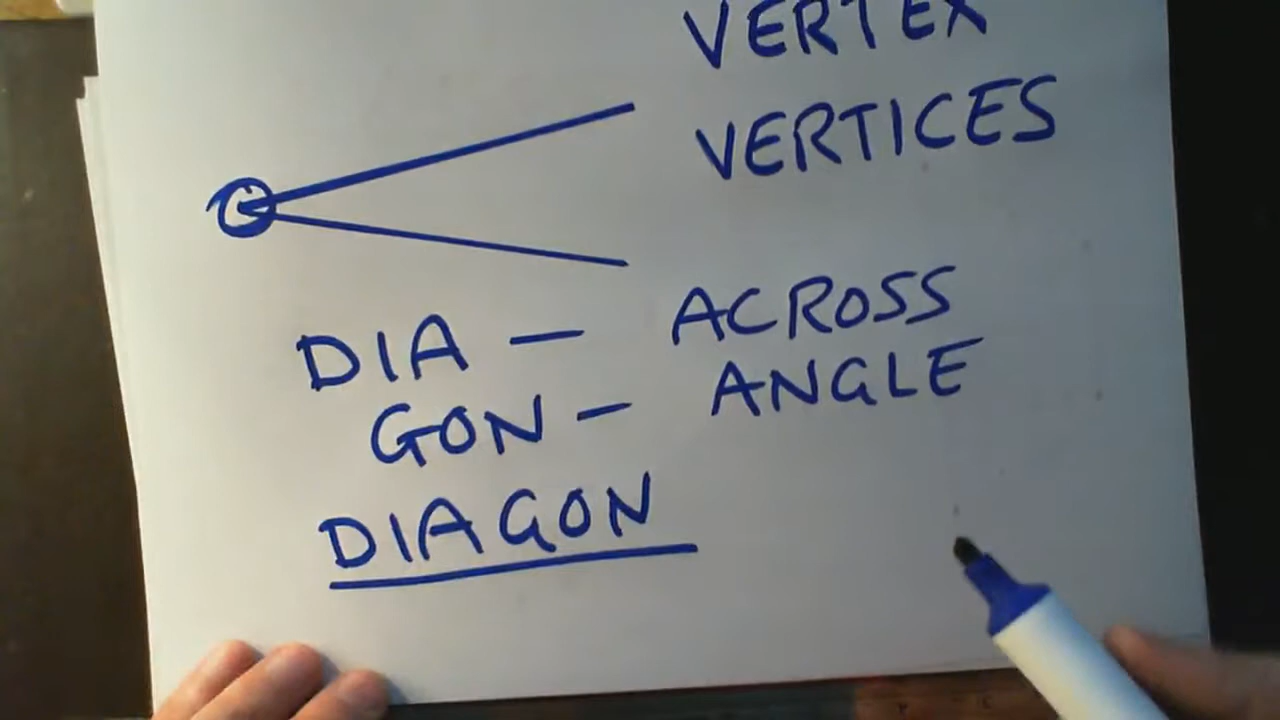 VERTEX
VERTICES
DIA - ACROSS
GON - ANGLE
DIAGON